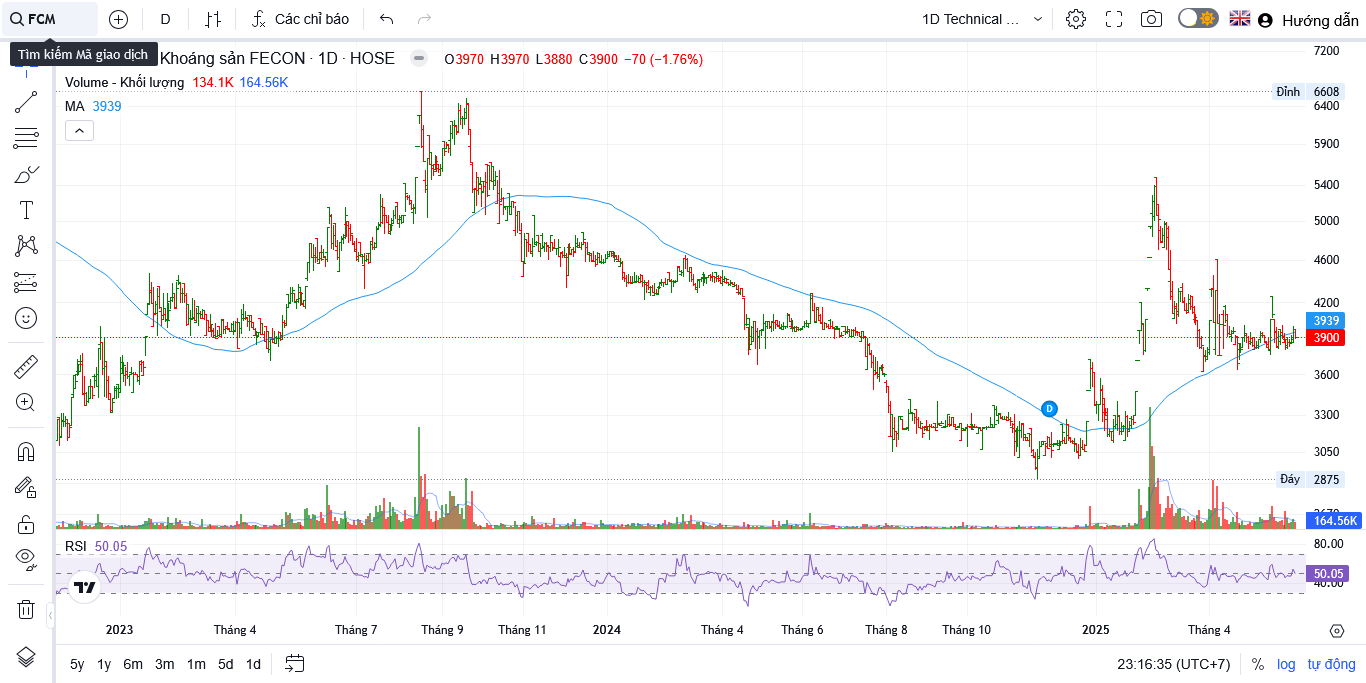 FCM
D
Các chỉ báo
1D Technical ...
Hướng dẫn
Tìm kiếm Mã giao dịch
Khoáng sản FECON · 1D · HOSE
O3970 H3970 L3880 C3900 −70 (−1.76%)
Volume - Khối lượng 134.1K 164.56K
MA 3939
7200
Đỉnh 6608
6400
5900
5400
5000
4600
4200
3939
3900
3600
D
3300
3050
Đáy 2875
164.56K
RSI 50.05
80.00
50.05
40.00
2023
Tháng 4
Tháng 7
Tháng 9
Tháng 11
2024
Tháng 4
Tháng 6
Tháng 8
Tháng 10
2025
Tháng 4
5y 1y 6m 3m 1m 5d 1d
23:16:35 (UTC+7)
% log tự động